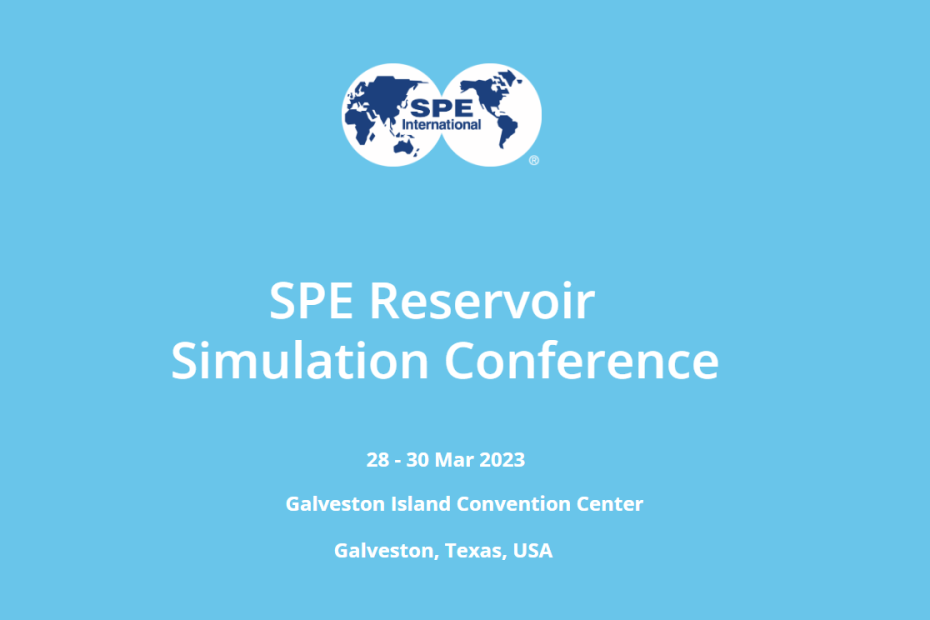 SPE
International
®
SPE Reservoir
Simulation Conference
28 - 30 Mar 2023
Galveston Island Convention Center
Galveston, Texas, USA